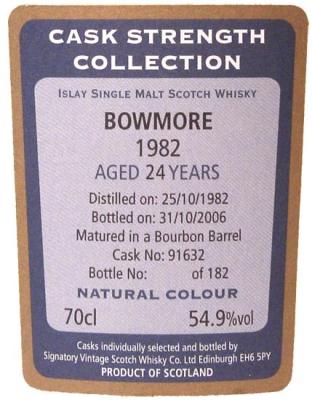 CASK STRENGTH
COLLECTION
ISLAY SINGLE MALT SCOTCH WHISKY
BOWMORE
1982
AGED 24 YEARS
Distilled on: 25/10/1982
Bottled on: 31/10/2006
Matured in a Bourbon Barrel
Cask No: 91632
Bottle No: of 182
NATURAL COLOUR
70cl 54.9%vol
Casks individually selected and bottled by
Signatory Vintage Scotch Whisky Co. Ltd Edinburgh EH6 5PY
PRODUCT OF SCOTLAND